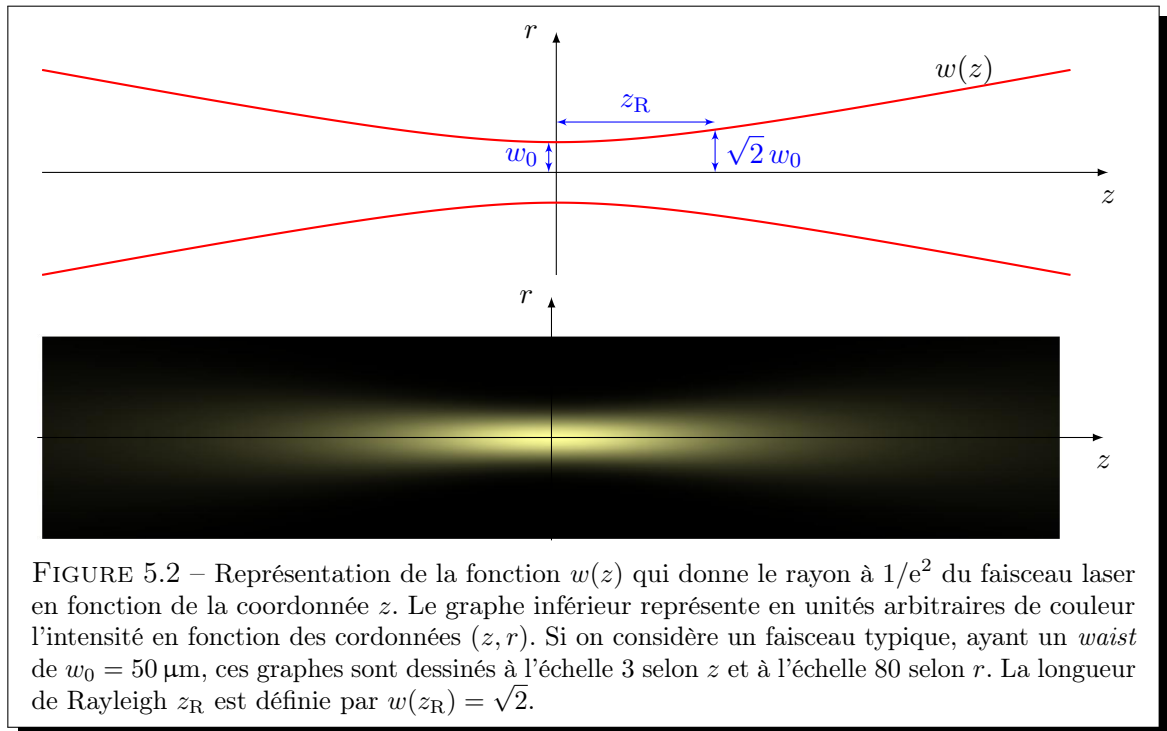 r
w(z)
z_R
w_0
√2 w_0
z
r
z
FIGURE 5.2 – Représentation de la fonction w(z) qui donne le rayon à 1/e² du faisceau laser
en fonction de la coordonnée z. Le graphe inférieur représente en unités arbitraires de couleur
l'intensité en fonction des cordonnées (z, r). Si on considère un faisceau typique, ayant un waist
de w_0 = 50 µm, ces graphes sont dessinés à l'échelle 3 selon z et à l'échelle 80 selon r. La longueur
de Rayleigh z_R est définie par w(z_R) = √2.